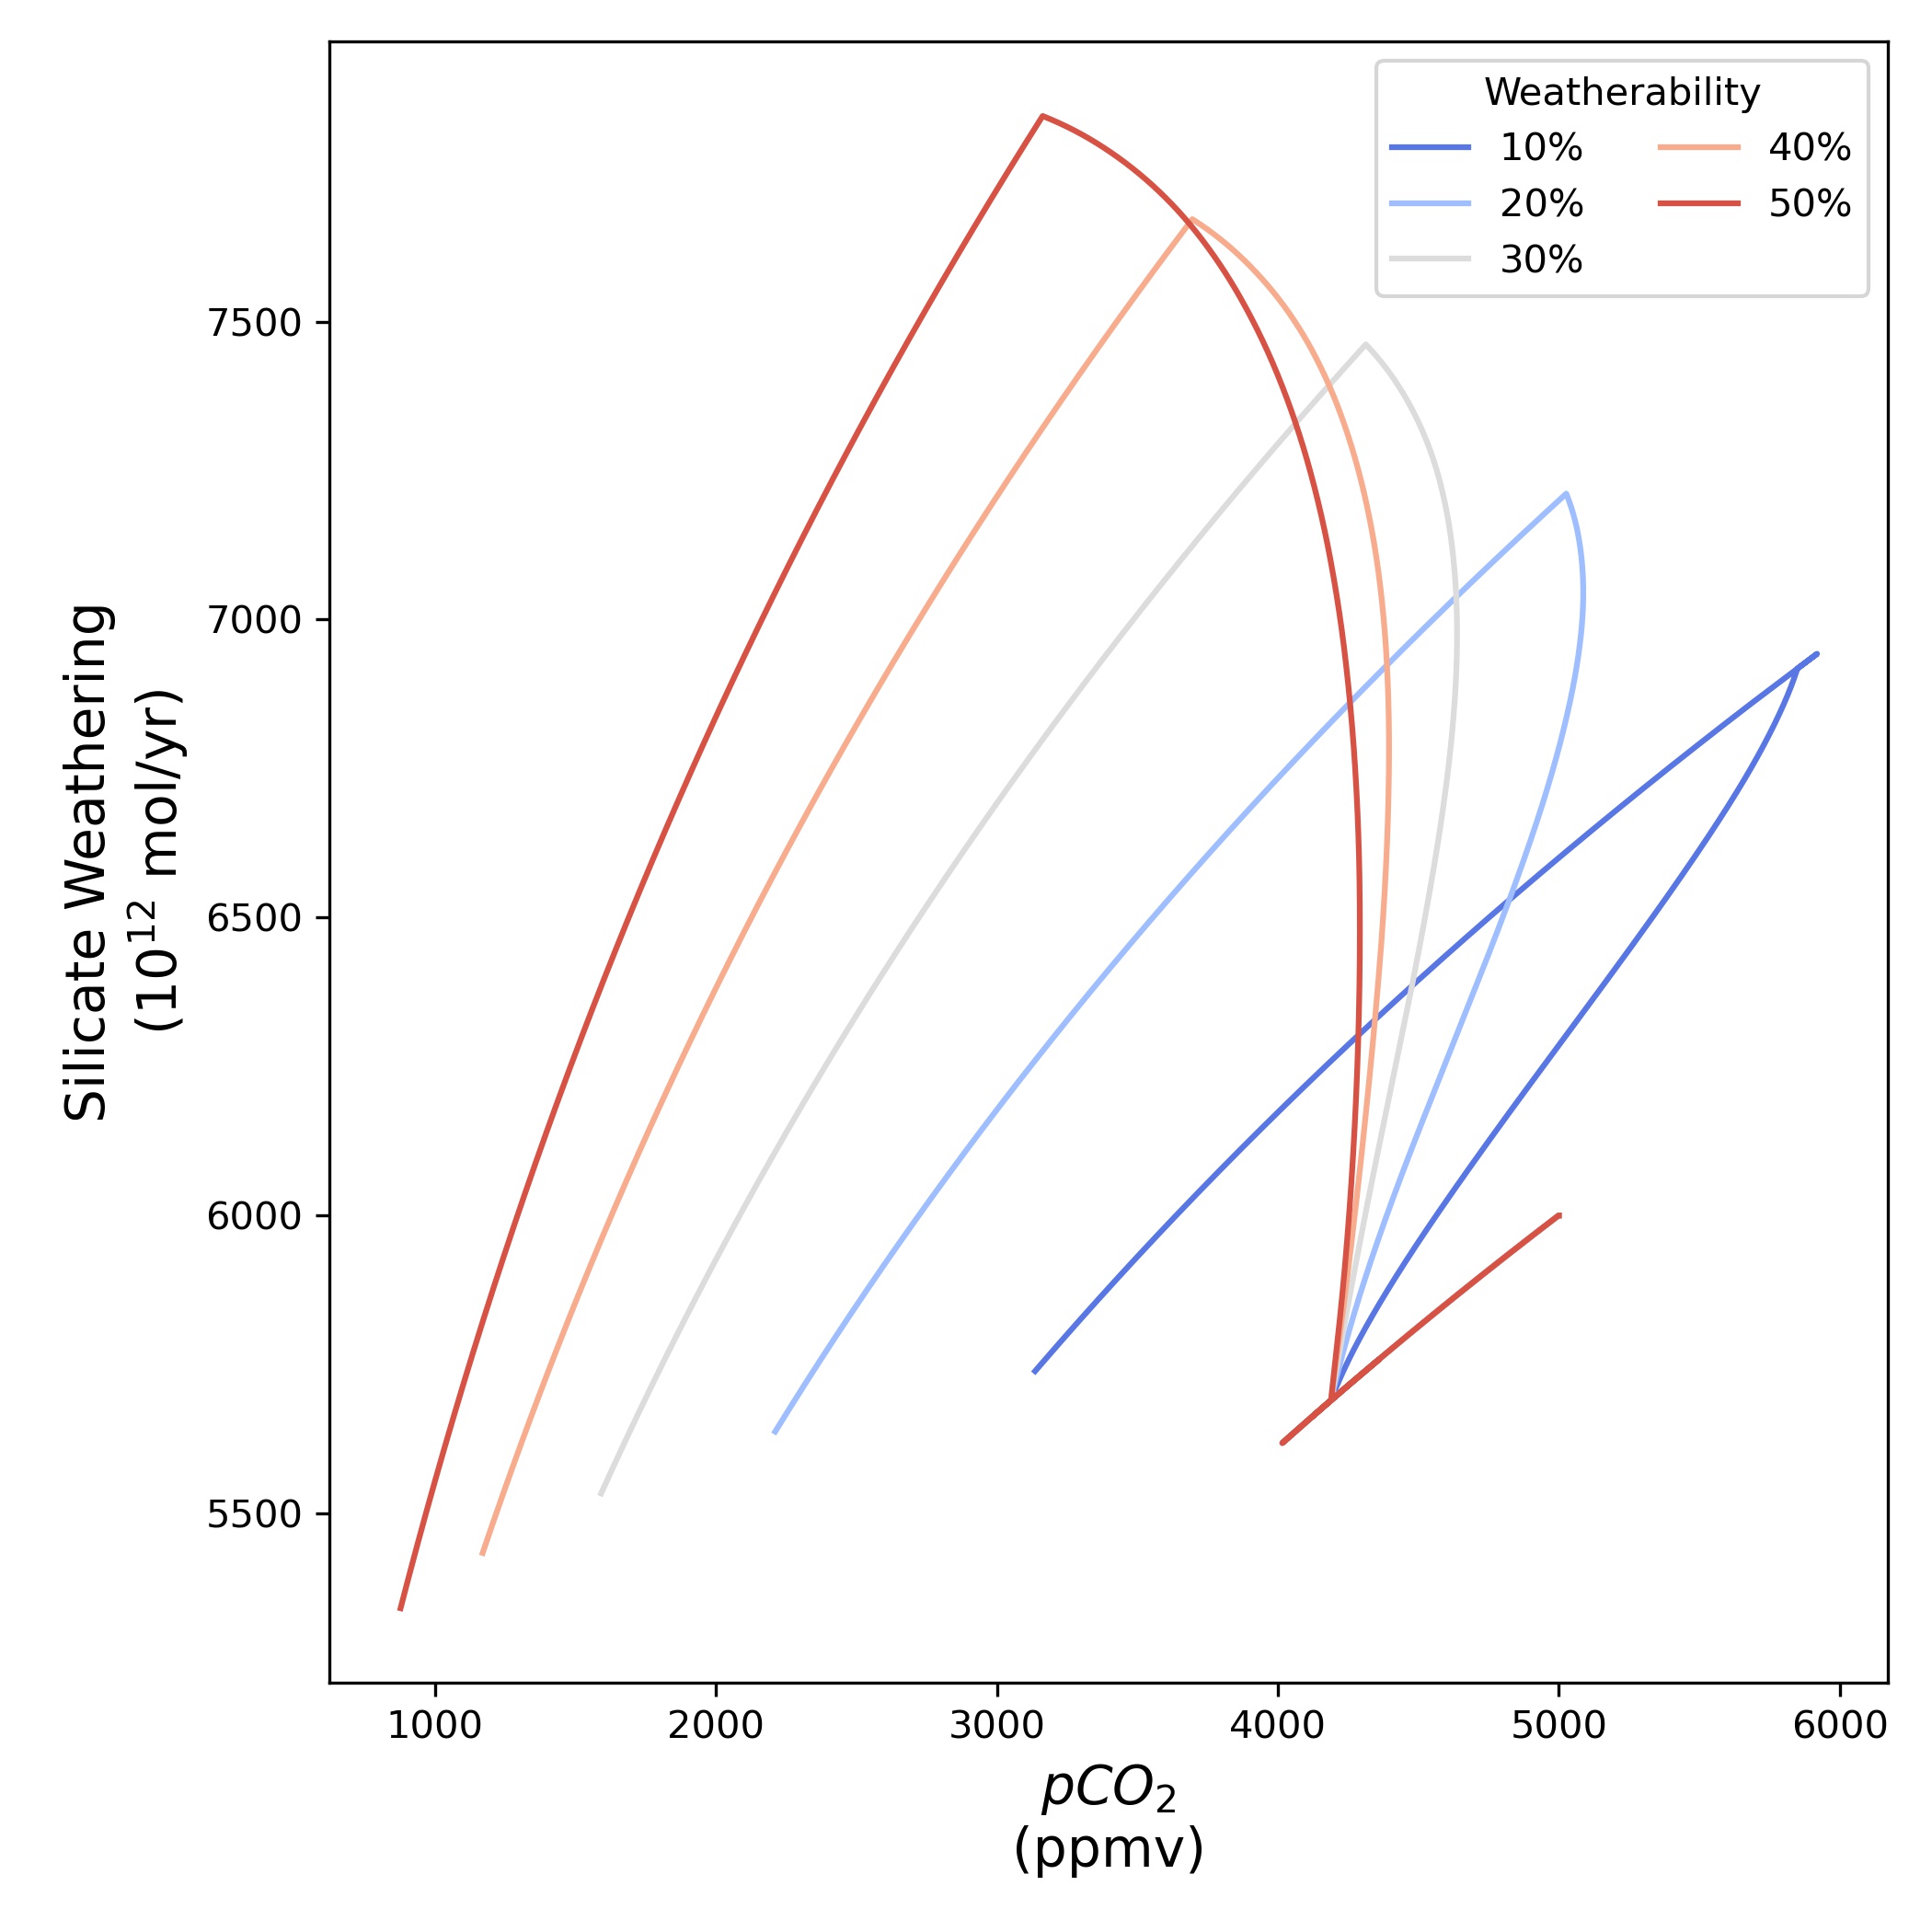 Weatherability
10%
20%
30%
40%
50%
Silicate Weathering
(10¹² mol/yr)
7500
7000
6500
6000
5500
1000 2000 3000 4000 5000 6000
pCO₂
(ppmv)